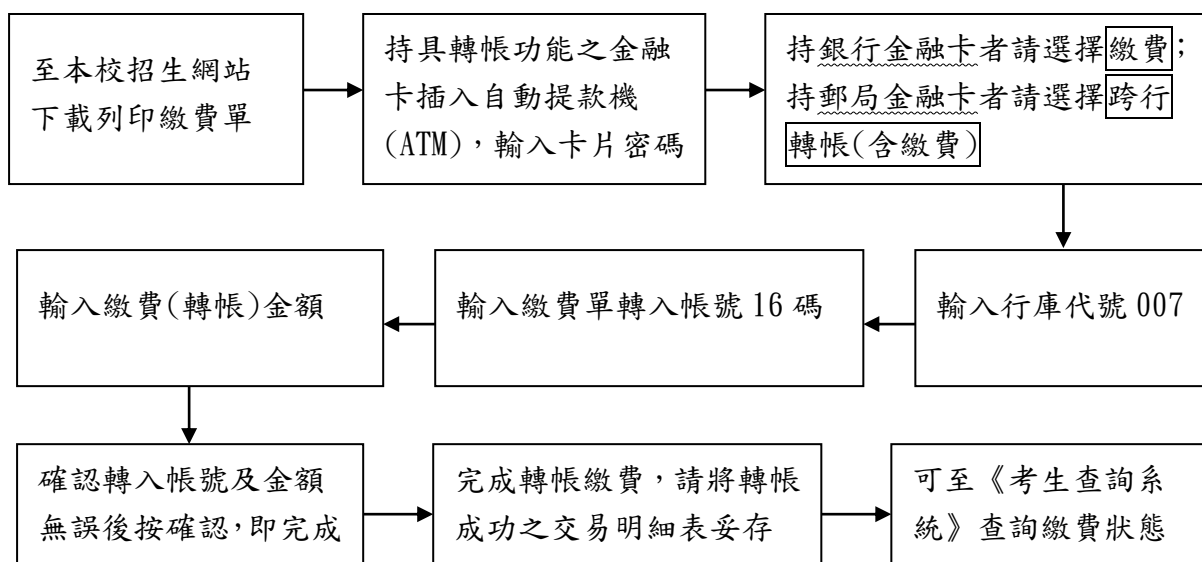 至本校招生網站
下載列印繳費單
持具轉帳功能之金融
卡插入自動提款機
(ATM)，輸入卡片密碼
持銀行金融卡者請選擇繳費；
持郵局金融卡者請選擇跨行
轉帳(含繳費)
輸入行庫代號 007
輸入繳費單轉入帳號 16 碼
輸入繳費(轉帳)金額
確認轉入帳號及金額
無誤後按確認，即完成
完成轉帳繳費，請將轉帳
成功之交易明細表妥存
可至《考生查詢系
統》查詢繳費狀態